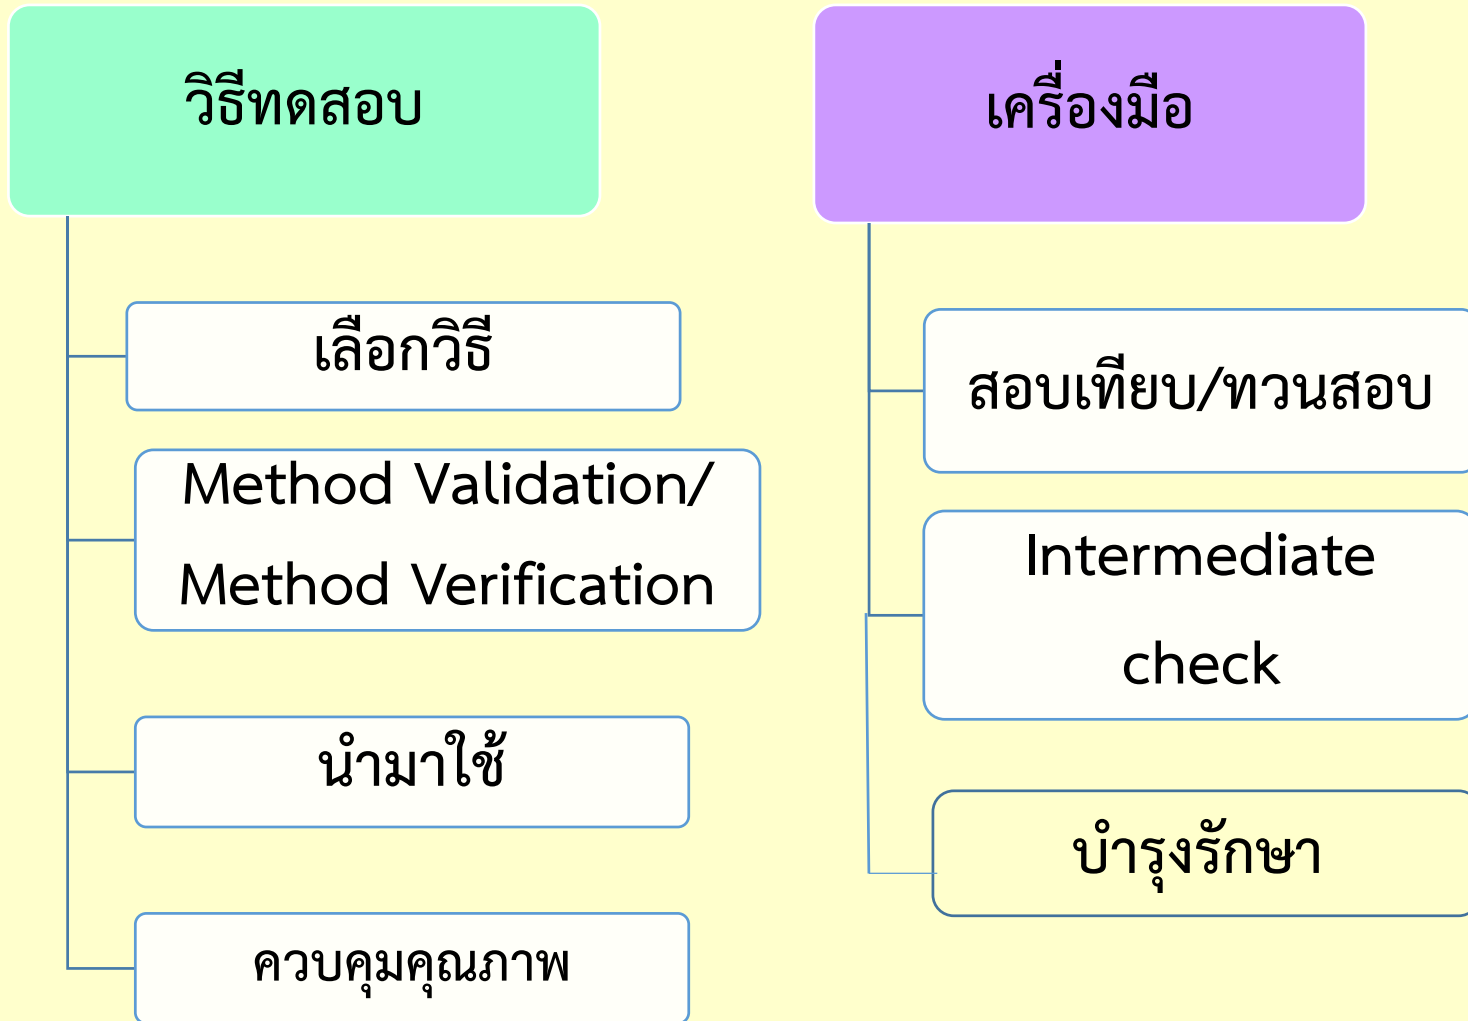 วิธีทดสอบ
เลือกวิธี
Method Validation/
Method Verification
นำมาใช้
ควบคุมคุณภาพ
เครื่องมือ
สอบเทียบ/ทวนสอบ
Intermediate
check
บำรุงรักษา